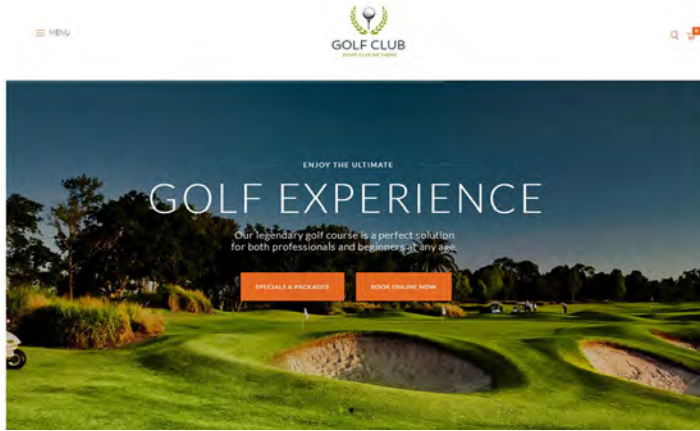 MENU
GOLF CLUB
ENJOY THE ULTIMATE
GOLF EXPERIENCE
Our legendary golf course is a perfect solution
for both professionals and beginners at any age.
SPECIALS & PACKAGES
BOOK ONLINE NOW